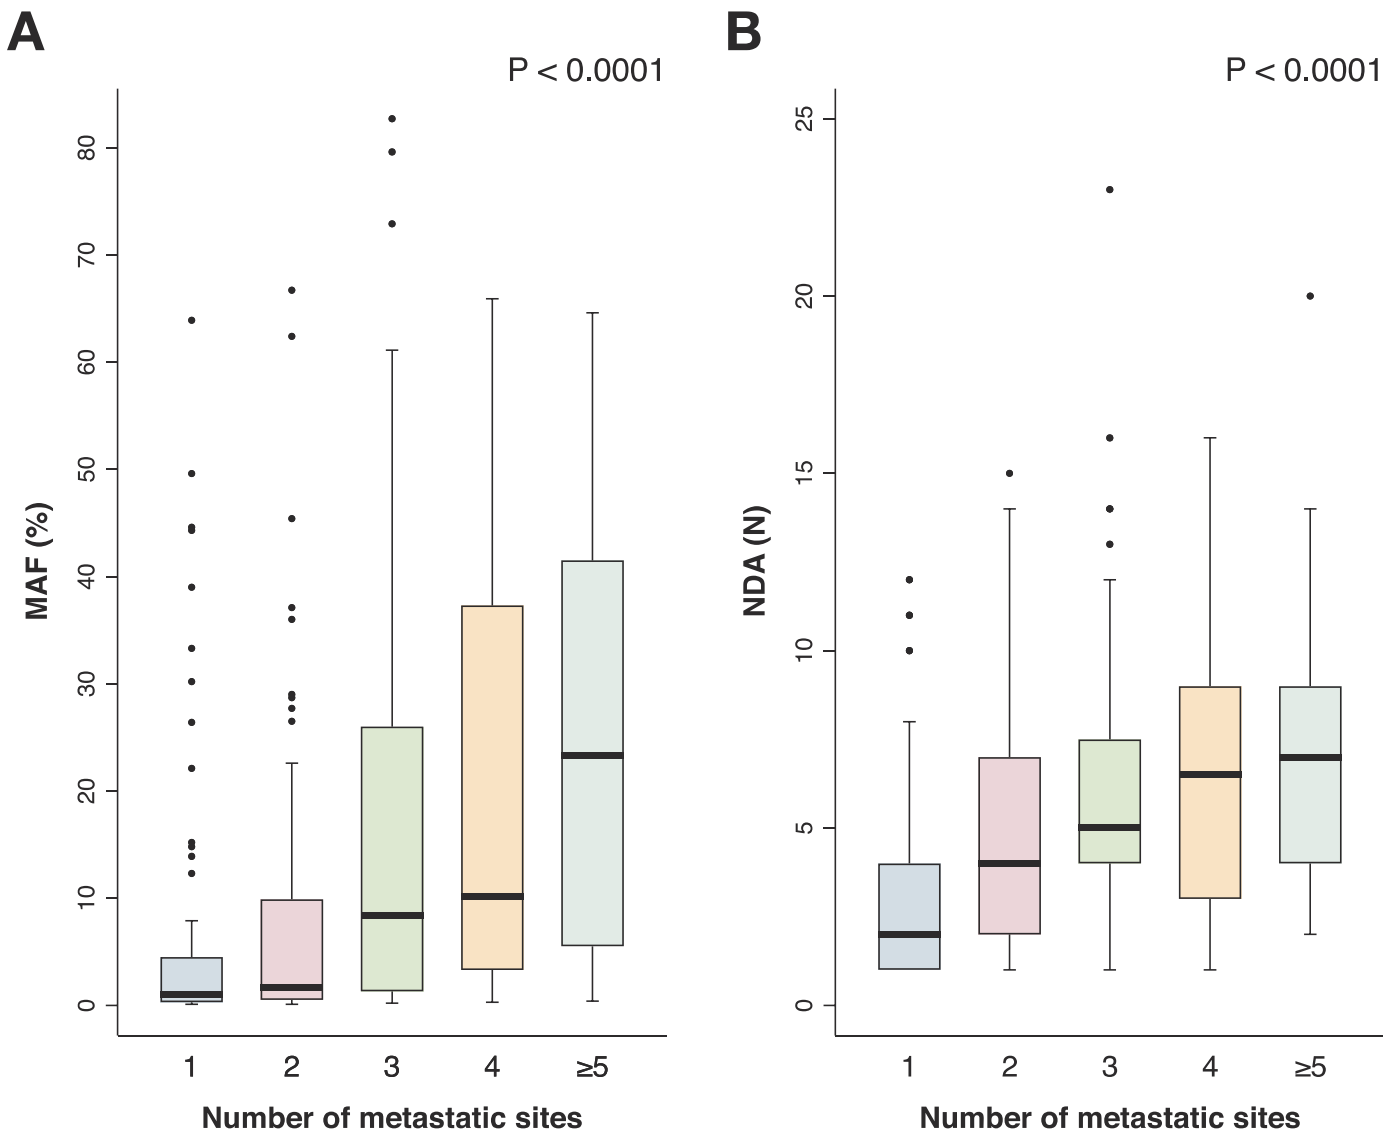 A
P < 0.0001
MAF (%)
80
70
60
50
40
30
20
10
0
1 2 3 4 ≥5
Number of metastatic sites
B
P < 0.0001
NDA (N)
25
20
15
10
5
0
1 2 3 4 ≥5
Number of metastatic sites